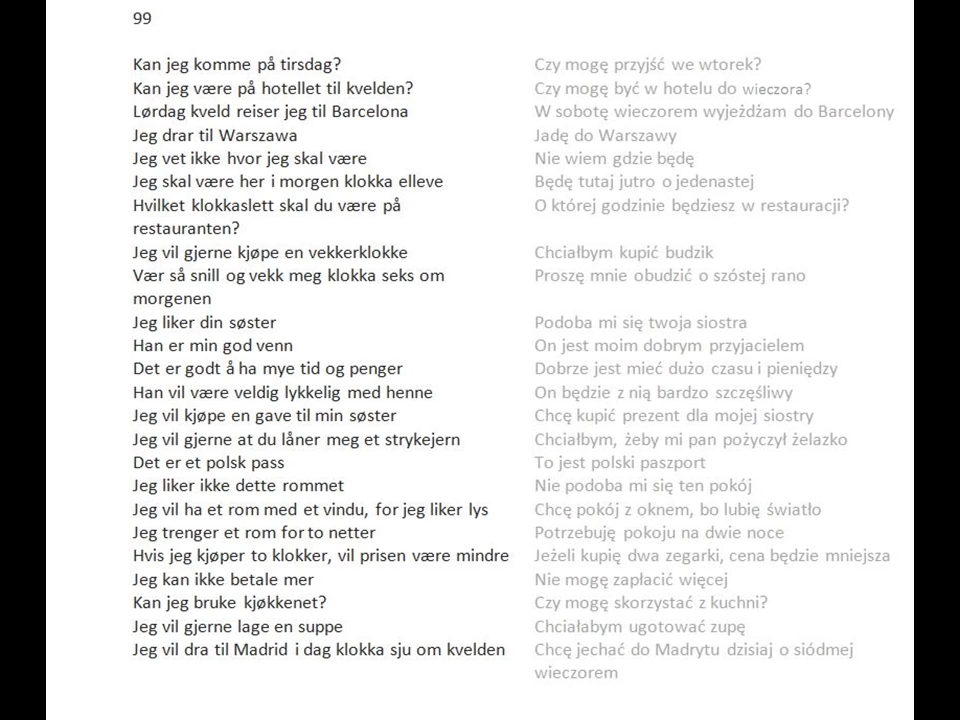 99
Kan jeg komme på tirsdag? Czy mogę przyjść we wtorek?
Kan jeg være på hotellet til kvelden? Czy mogę być w hotelu do wieczora?
Lørdag kveld reiser jeg til Barcelona W sobotę wieczorem wyjeżdżam do Barcelony
Jeg drar til Warszawa Jadę do Warszawy
Jeg vet ikke hvor jeg skal være Nie wiem gdzie będę
Jeg skal være her i morgen klokka elleve Będę tutaj jutro o jedenastej
Hvilket klokkaslett skal du være på O której godzinie będziesz w restauracji?
restauranten?
Jeg vil gjerne kjøpe en vekkerklokke Chciałbym kupić budzik
Vær så snill og vekk meg klokka seks om Proszę mnie obudzić o szóstej rano
morgenen
Jeg liker din søster Podoba mi się twoja siostra
Han er min god venn On jest moim dobrym przyjacielem
Det er godt å ha mye tid og penger Dobrze jest mieć dużo czasu i pieniędzy
Han vil være veldig lykkelig med henne On będzie z nią bardzo szczęśliwy
Jeg vil kjøpe en gave til min søster Chcę kupić prezent dla mojej siostry
Jeg vil gjerne at du låner meg et strykejern Chciałbym, żeby mi pan pożyczył żelazko
Det er et polsk pass To jest polski paszport
Jeg liker ikke dette rommet Nie podoba mi się ten pokój
Jeg vil ha et rom med et vindu, for jeg liker lys Chcę pokój z oknem, bo lubię światło
Jeg trenger et rom for to netter Potrzebuję pokoju na dwie noce
Hvis jeg kjøper to klokker, vil prisen være mindre Jeżeli kupię dwa zegarki, cena będzie mniejsza
Jeg kan ikke betale mer Nie mogę zapłacić więcej
Kan jeg bruke kjøkkenet? Czy mogę skorzystać z kuchni?
Jeg vil gjerne lage en suppe Chciałabym ugotować zupę
Jeg vil dra til Madrid i dag klokka sju om kvelden Chcę jechać do Madrytu dzisiaj o siódmej
wieczorem